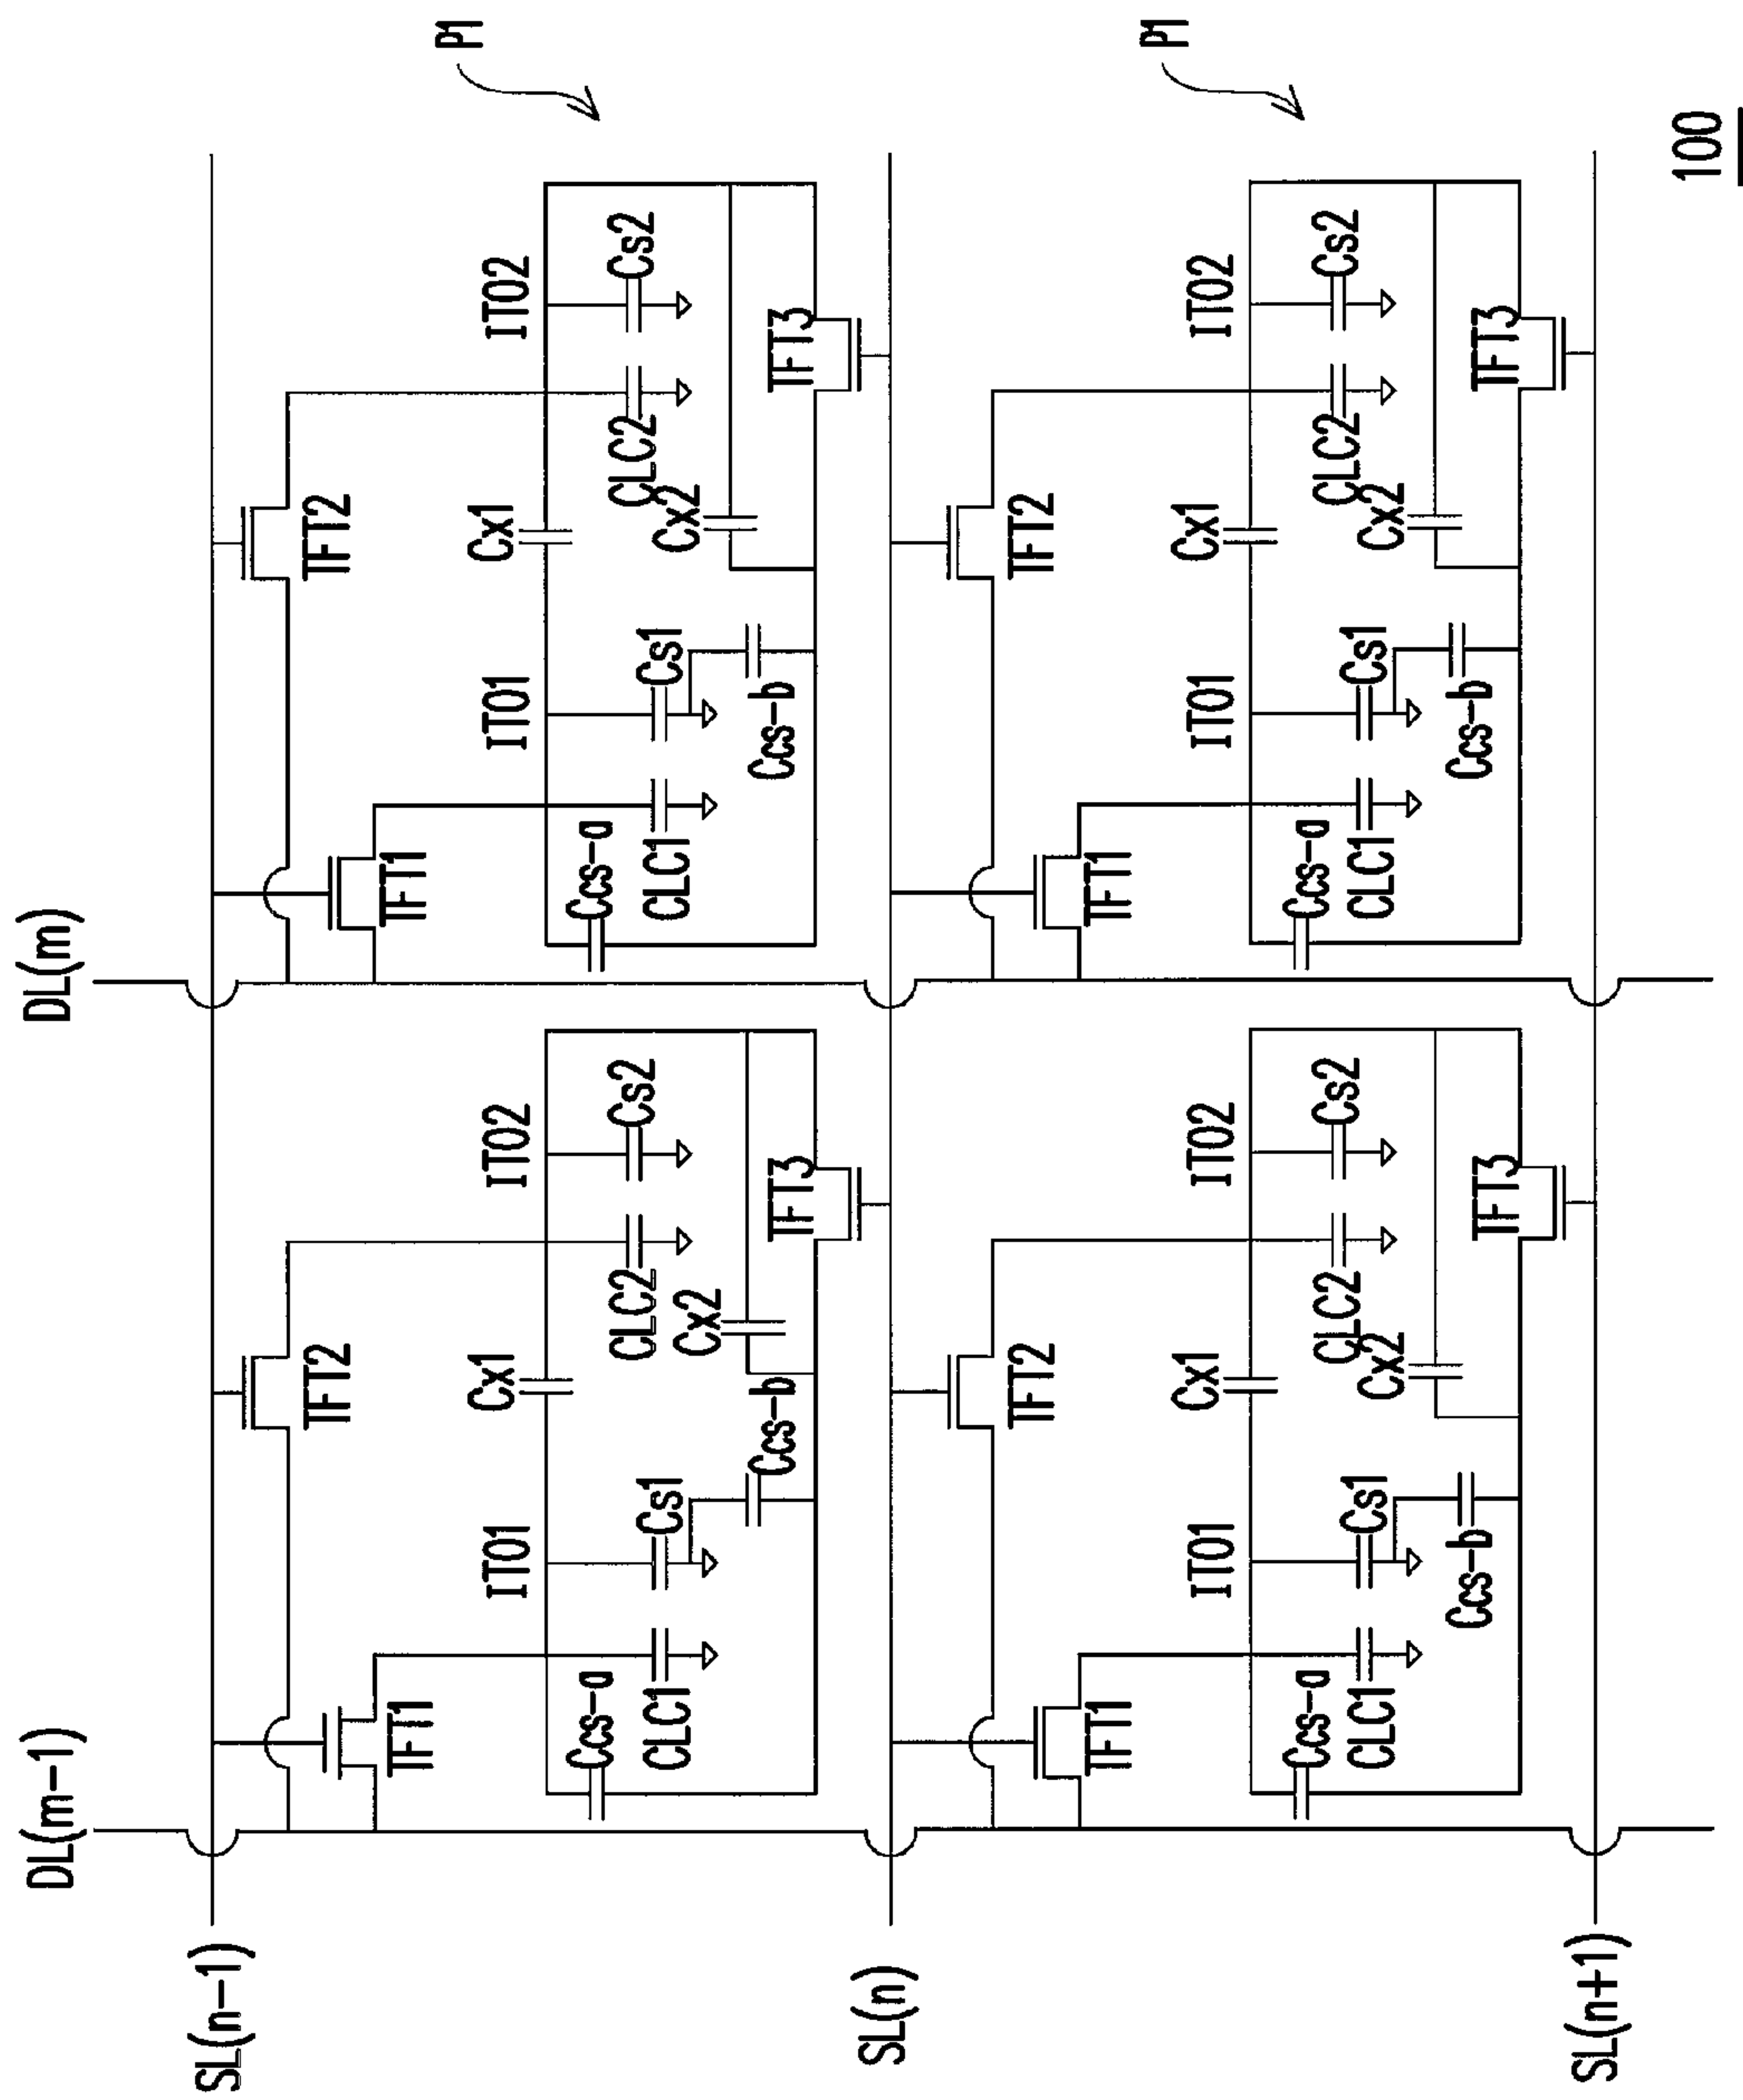 DL(m-1)
DL(m)
SL(n-1)
P1
TFT2
TFT2
TFT1
TFT1
Cx1
ITO1
ITO2
Cx1
ITO1
ITO2
Ccs-a
CLC1
Cs1
CLC2
Cs2
Ccs-a
CLC1
Cs1
CLC2
Cs2
Ccs-b
Cx2
TFT3
Ccs-b
Cx2
TFT3
SL(n)
P1
TFT2
TFT2
TFT1
TFT1
Cx1
ITO1
ITO2
Cx1
ITO1
ITO2
Ccs-a
CLC1
Cs1
CLC2
Cs2
Ccs-a
CLC1
Cs1
CLC2
Cs2
Ccs-b
Cx2
TFT3
Ccs-b
Cx2
TFT3
SL(n+1)
100